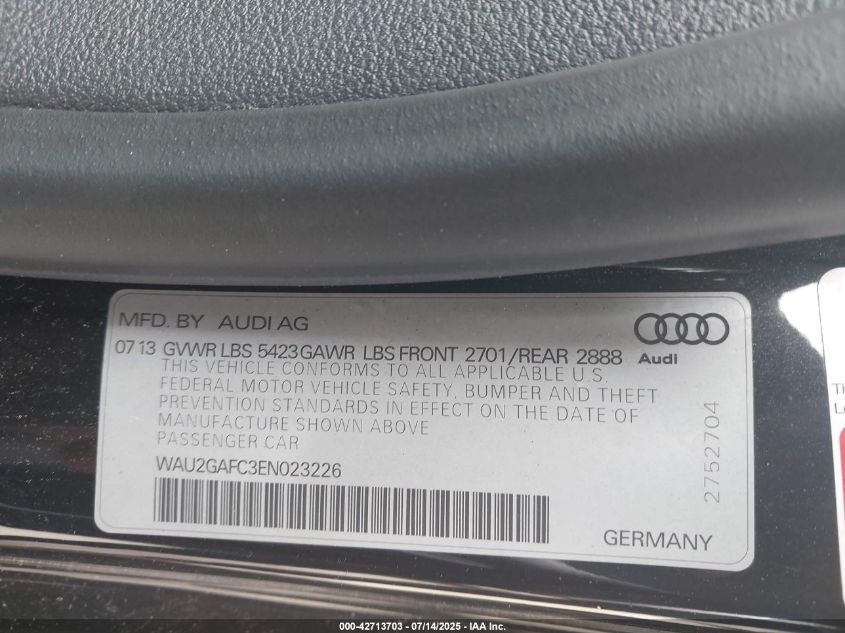 MFD. BY AUDI AG
Audi
07 13 GVWR LBS 5423 GAWR LBS FRONT 2701/REAR 2888
THIS VEHICLE CONFORMS TO ALL APPLICABLE U.S.
FEDERAL MOTOR VEHICLE SAFETY, BUMPER AND THEFT
PREVENTION STANDARDS IN EFFECT ON THE DATE OF
MANUFACTURE SHOWN ABOVE
PASSENGER CAR
WAU2GAFC3EN023226
2752704
GERMANY
000-42713703 - 07/14/2025 - IAA Inc.